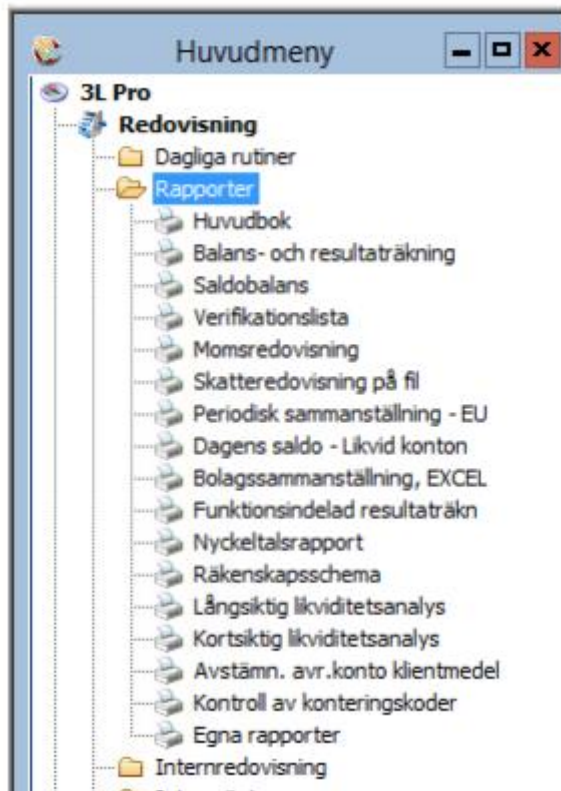 Huvudmeny
3L Pro
Redovisning
Dagliga rutiner
Rapporter
Huvudbok
Balans- och resultaträkning
Saldobalans
Verifikationslista
Momsredovisning
Skatteredovisning på fil
Periodisk sammanställning - EU
Dagens saldo - Likvid konton
Bolagssammanställning, EXCEL
Funktionsindelad resultaträkn
Nyckeltalsrapport
Räkenskapsschema
Långsiktig likviditetsanalys
Kortsiktig likviditetsanalys
Avstämn. avr.konto klientmedel
Kontroll av konteringskoder
Egna rapporter
Internredovisning